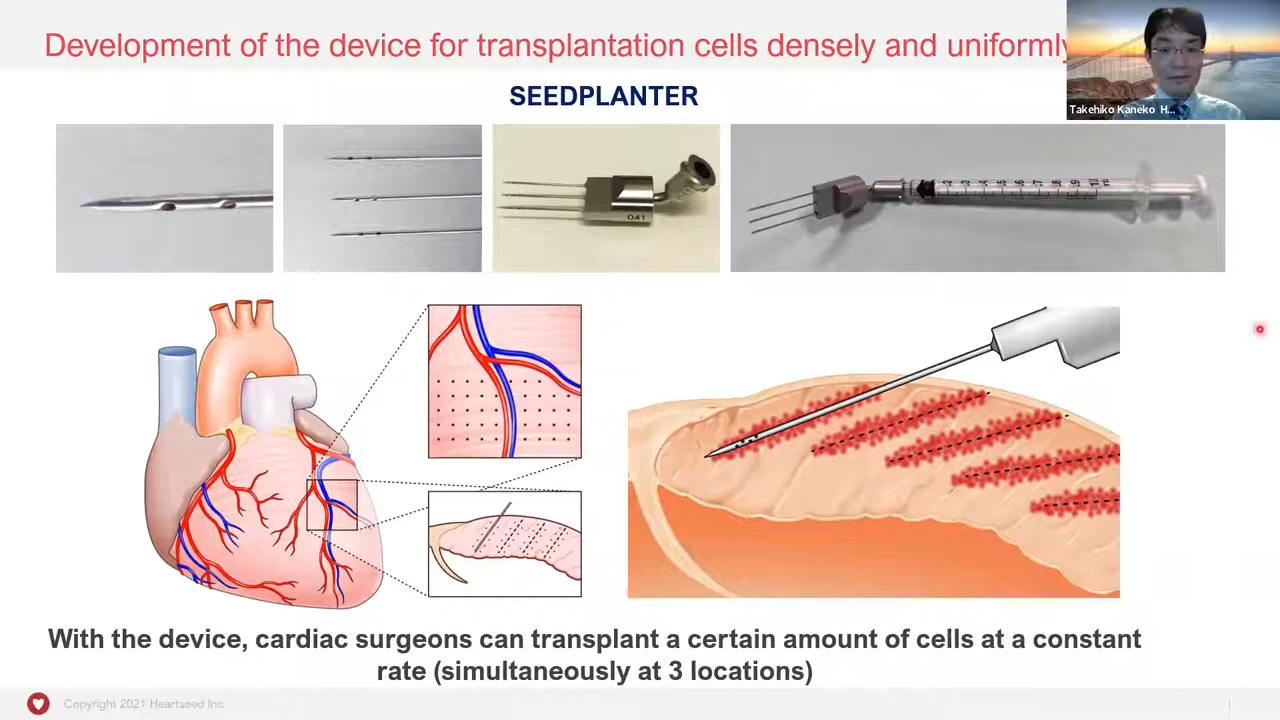 Development of the device for transplantation cells densely and uniformly
SEEDPLANTER
Takehiko Kaneko H...
041
With the device, cardiac surgeons can transplant a certain amount of cells at a constant
rate (simultaneously at 3 locations)
Copyright 2021 Heartseed Inc.